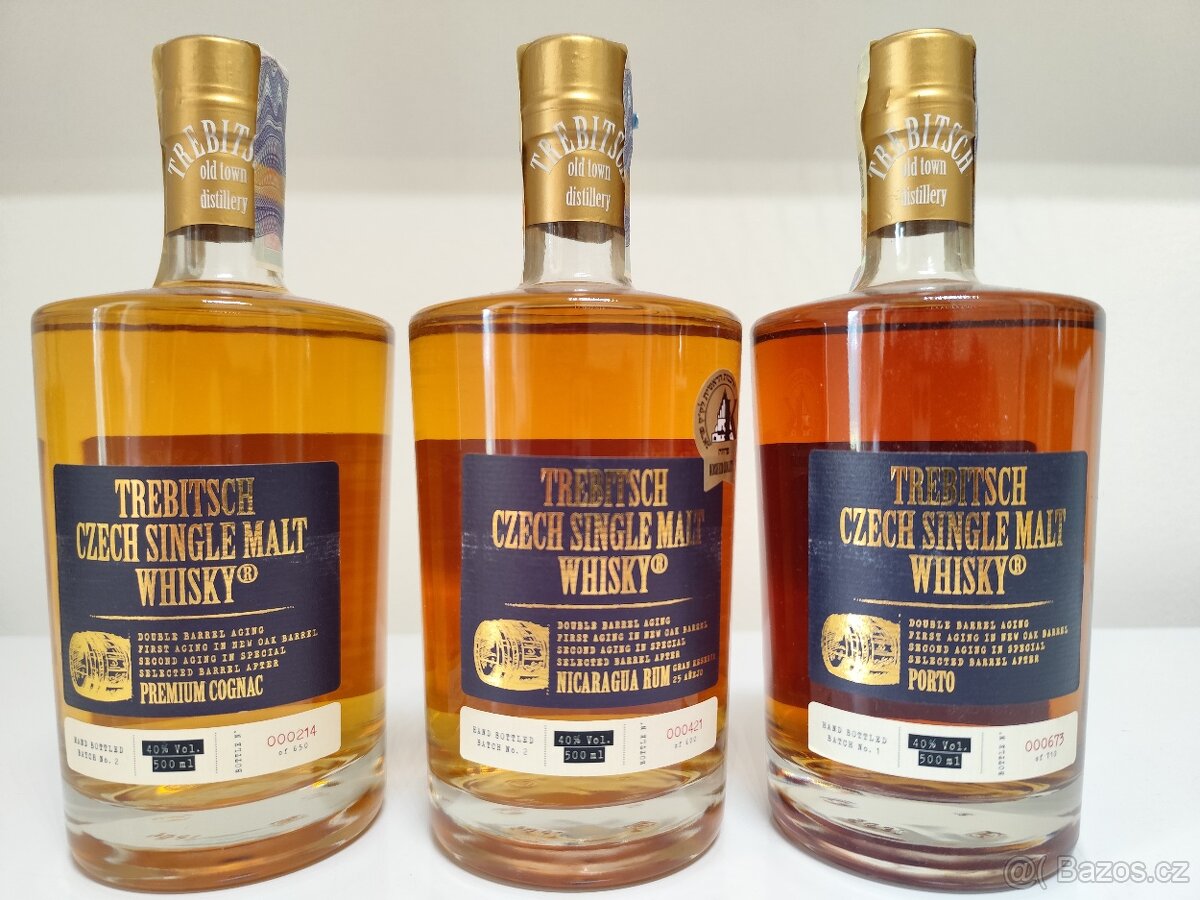 TREBITSCH
old town
distillery
TREBITSCH
CZECH SINGLE MALT
WHISKY®
DOUBLE BARREL AGING
FIRST AGING IN NEW OAK BARREL
SECOND AGING IN SPECIAL
SELECTED BARREL AFTER
PREMIUM COGNAC
HAND BOTTLED
BATCH No. 2
40% Vol.
500 ml
BOTTLE N°
000214
of 650
TREBITSCH
old town
distillery
TREBITSCH
CZECH SINGLE MALT
WHISKY®
DOUBLE BARREL AGING
FIRST AGING IN NEW OAK BARREL
SECOND AGING IN SPECIAL
SELECTED BARREL AFTER
NICARAGUA RUM GRAN RESERVA
25 AÑEJO
HAND BOTTLED
BATCH No. 2
40% Vol.
500 ml
BOTTLE N°
000421
TREBITSCH
old town
distillery
TREBITSCH
CZECH SINGLE MALT
WHISKY®
DOUBLE BARREL AGING
FIRST AGING IN NEW OAK BARREL
SECOND AGING IN SPECIAL
SELECTED BARREL AFTER
PORTO
HAND BOTTLED
BATCH No. 1
40% Vol.
500 ml
BOTTLE N°
000673
Bazos.cz